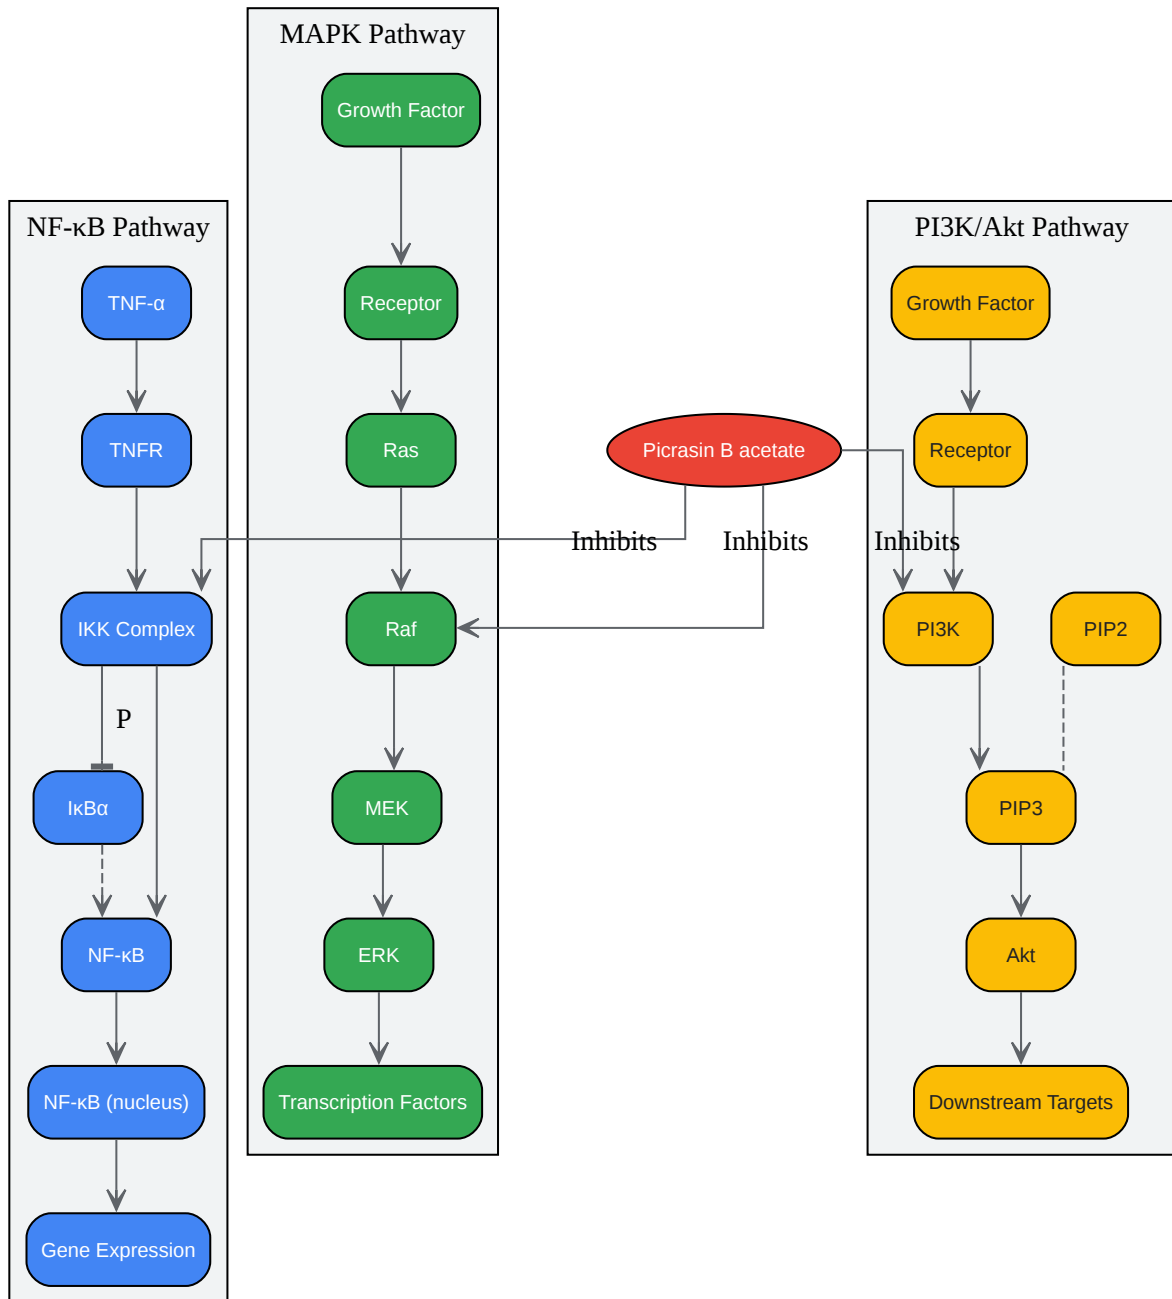 MAPK Pathway
Growth Factor
Receptor
Ras
Raf
MEK
ERK
Transcription Factors
NF-κB Pathway
TNF-α
TNFR
IKK Complex
P
IκBα
NF-κB
NF-κB (nucleus)
Gene Expression
Picrasin B acetate
Inhibits
Inhibits
Inhibits
PI3K/Akt Pathway
Growth Factor
Receptor
PI3K
PIP2
PIP3
Akt
Downstream Targets